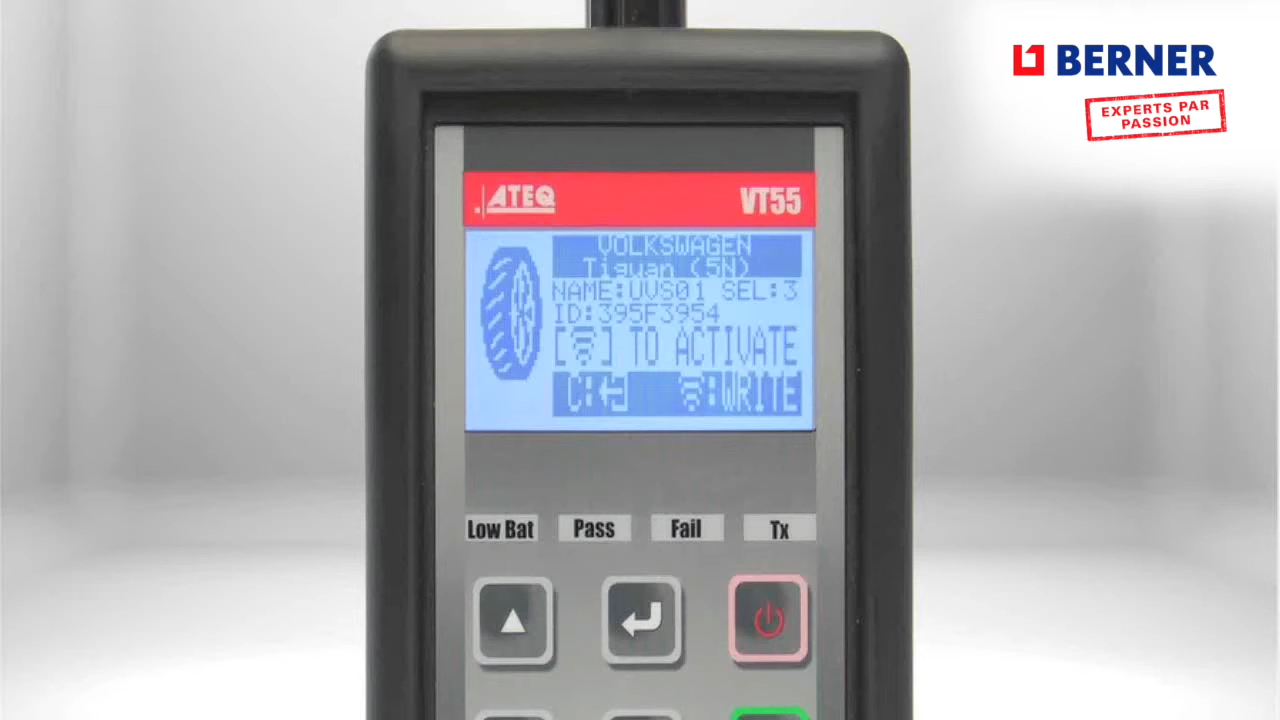 BERNER
EXPERTS PAR
PASSION
ATEQ
VT55
VOLKSWAGEN
Tiguan (5N)
NAME:UVS01 SEL:3
ID:395F3954
[ ] TO ACTIVATE
C: :WRITE
Low Bat Pass Fail Tx